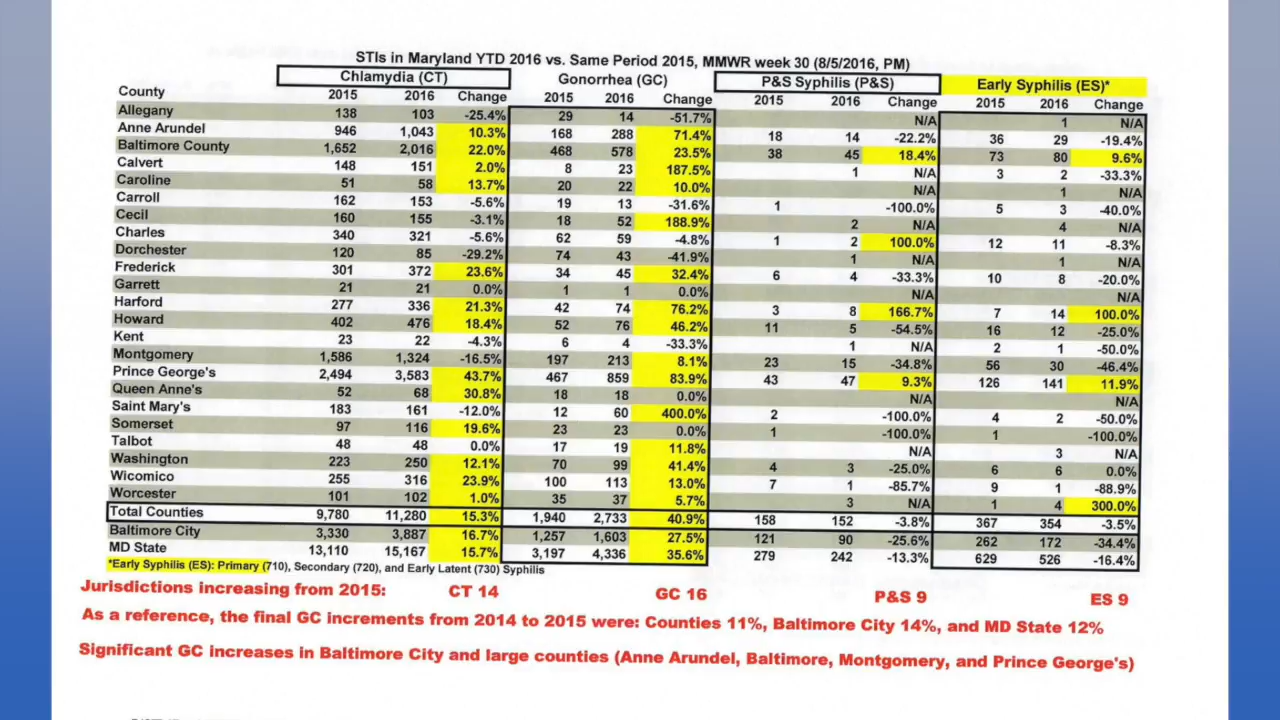 STIs in Maryland YTD 2016 vs. Same Period 2015, MMWR week 30 (8/5/2016, PM)
Chlamydia (CT) Gonorrhea (GC) P&S Syphilis (P&S) Early Syphilis (ES)*
County 2015 2016 Change 2015 2016 Change 2015 2016 Change 2015 2016 Change
Allegany 138 103 -25.4% 29 14 -51.7% N/A 1 N/A
Anne Arundel 946 1,043 10.3% 168 288 71.4% 18 14 -22.2% 36 29 -19.4%
Baltimore County 1,652 2,016 22.0% 468 578 23.5% 38 45 18.4% 73 80 9.6%
Calvert 148 151 2.0% 8 23 187.5% 1 N/A 3 2 -33.3%
Caroline 51 58 13.7% 20 22 10.0% N/A 1 N/A
Carroll 162 153 -5.6% 19 13 -31.6% 1 -100.0% 5 3 -40.0%
Cecil 160 155 -3.1% 18 52 188.9% 2 N/A 4 N/A
Charles 340 321 -5.6% 62 59 -4.8% 1 2 100.0% 12 11 -8.3%
Dorchester 120 85 -29.2% 74 43 -41.9% 1 N/A 1 N/A
Frederick 301 372 23.6% 34 45 32.4% 6 4 -33.3% 10 8 -20.0%
Garrett 21 21 0.0% 1 1 0.0% N/A N/A
Harford 277 336 21.3% 42 74 76.2% 3 8 166.7% 7 14 100.0%
Howard 402 476 18.4% 52 76 46.2% 11 5 -54.5% 16 12 -25.0%
Kent 23 22 -4.3% 6 4 -33.3% 1 N/A 2 1 -50.0%
Montgomery 1,586 1,324 -16.5% 197 213 8.1% 23 15 -34.8% 56 30 -46.4%
Prince George's 2,494 3,583 43.7% 467 859 83.9% 43 47 9.3% 126 141 11.9%
Queen Anne's 52 68 30.8% 18 18 0.0% N/A N/A
Saint Mary's 183 161 -12.0% 12 60 400.0% 2 -100.0% 4 2 -50.0%
Somerset 97 116 19.6% 23 23 0.0% 1 -100.0% 1 -100.0%
Talbot 48 48 0.0% 17 19 11.8% N/A 3 N/A
Washington 223 250 12.1% 70 99 41.4% 4 3 -25.0% 6 6 0.0%
Wicomico 255 316 23.9% 100 113 13.0% 7 1 -85.7% 9 1 -88.9%
Worcester 101 102 1.0% 35 37 5.7% 3 N/A 1 4 300.0%
Total Counties 9,780 11,280 15.3% 1,940 2,733 40.9% 158 152 -3.8% 367 354 -3.5%
Baltimore City 3,330 3,887 16.7% 1,257 1,603 27.5% 121 90 -25.6% 262 172 -34.4%
MD State 13,110 15,167 15.7% 3,197 4,336 35.6% 279 242 -13.3% 629 526 -16.4%
*Early Syphilis (ES): Primary (710), Secondary (720), and Early Latent (730) Syphilis
Jurisdictions increasing from 2015: CT 14 GC 16 P&S 9 ES 9
As a reference, the final GC increments from 2014 to 2015 were: Counties 11%, Baltimore City 14%, and MD State 12%
Significant GC increases in Baltimore City and large counties (Anne Arundel, Baltimore, Montgomery, and Prince George's)